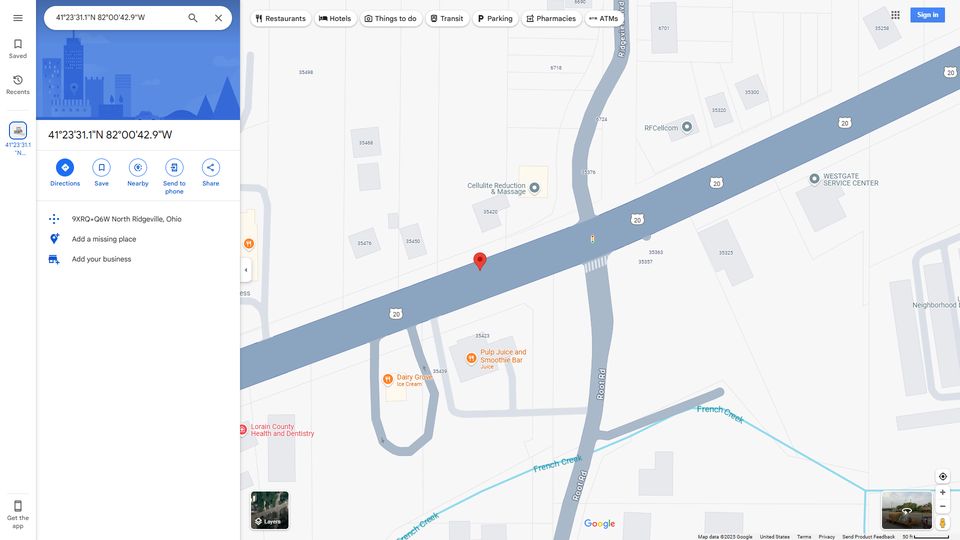 41°23'31.1"N 82°00'42.9"W
Restaurants
Hotels
Things to do
Transit
Parking
Pharmacies
ATMs
Sign in
Saved
Recents
41°23'31.1
"N...
Get the
app
41°23'31.1"N 82°00'42.9"W
Directions
Save
Nearby
Send to
phone
Share
9XRQ+Q6W North Ridgeville, Ohio
Add a missing place
Add your business
6690
6701
35258
35498
6718
35300
35320
6724
RFCellcom
35468
35376
20
20
20
20
20
Cellulite Reduction
& Massage
WESTGATE
SERVICE CENTER
35420
35476
35450
35363
35357
35325
ess
Neighborhood
35423
Pulp Juice and
Smoothie Bar
Juice
35439
Dairy Grove
Ice Cream
Root Rd
French Creek
Lorain County
Health and Dentistry
French Creek
Root Rd
French Creek
Layers
Google
Map data ©2025 Google
United States
Terms
Privacy
Send Product Feedback
50 ft